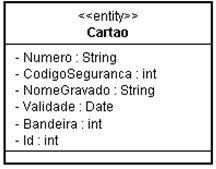 <<entity>>
Cartao
- Numero : String
- CodigoSeguranca : int
- NomeGravado : String
- Validade : Date
- Bandeira : int
- Id : int